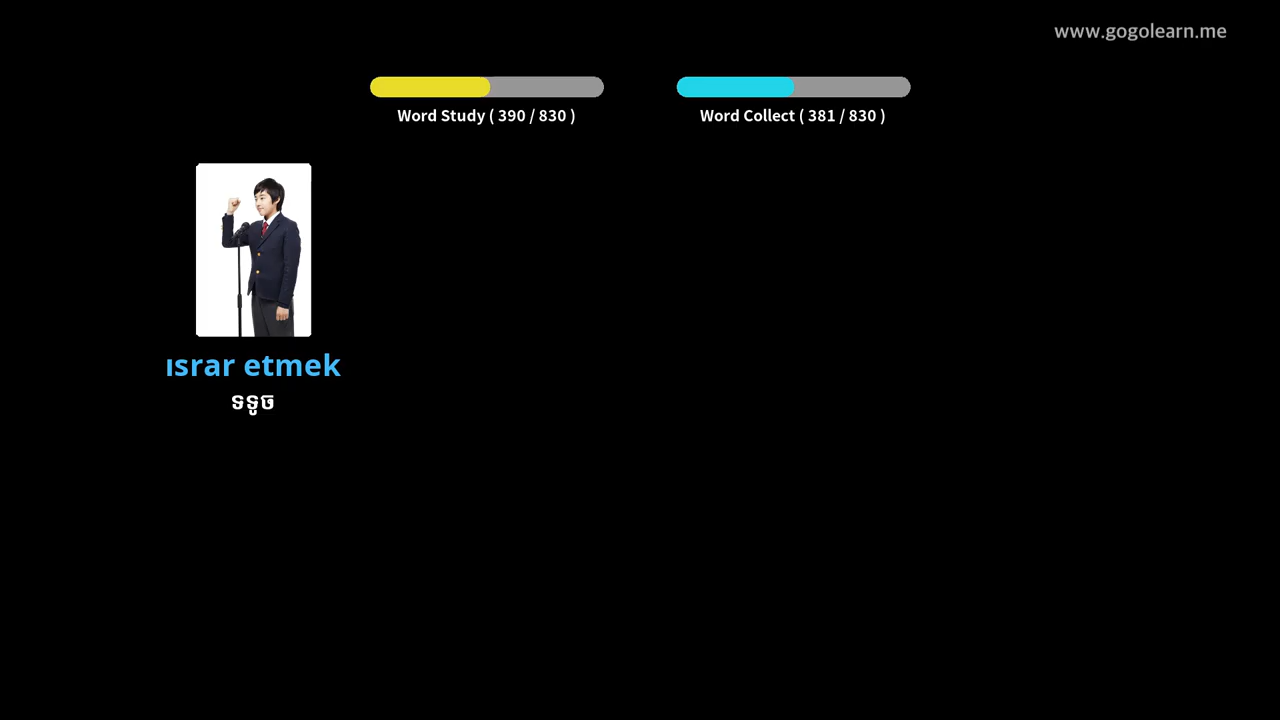 www.gogolearn.me
Word Study ( 390 / 830 )
Word Collect ( 381 / 830 )
ısrar etmek
ទទូច